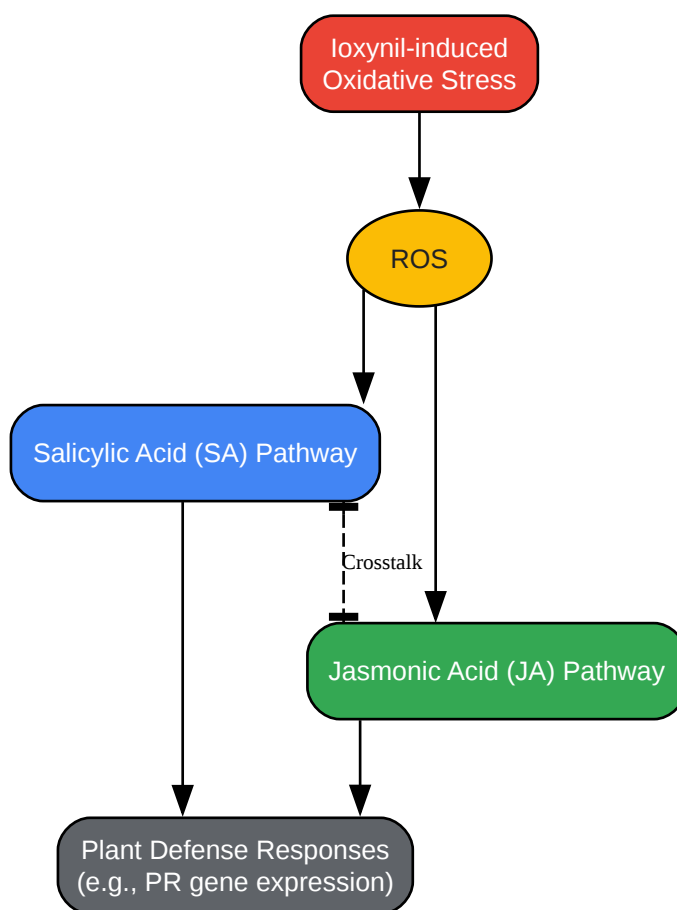 Ioxynil-induced
Oxidative Stress
ROS
Salicylic Acid (SA) Pathway
Crosstalk
Jasmonic Acid (JA) Pathway
Plant Defense Responses
(e.g., PR gene expression)